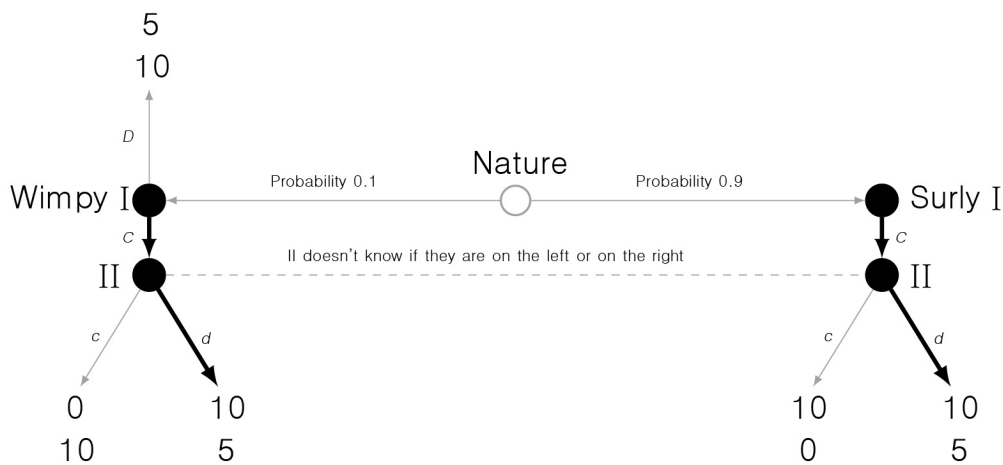 5
10
D
Nature
Probability 0.1
Probability 0.9
Wimpy I
Surly I
C
C
II doesn't know if they are on the left or on the right
II
II
c
d
c
d
0
10
10
10
10
5
0
5